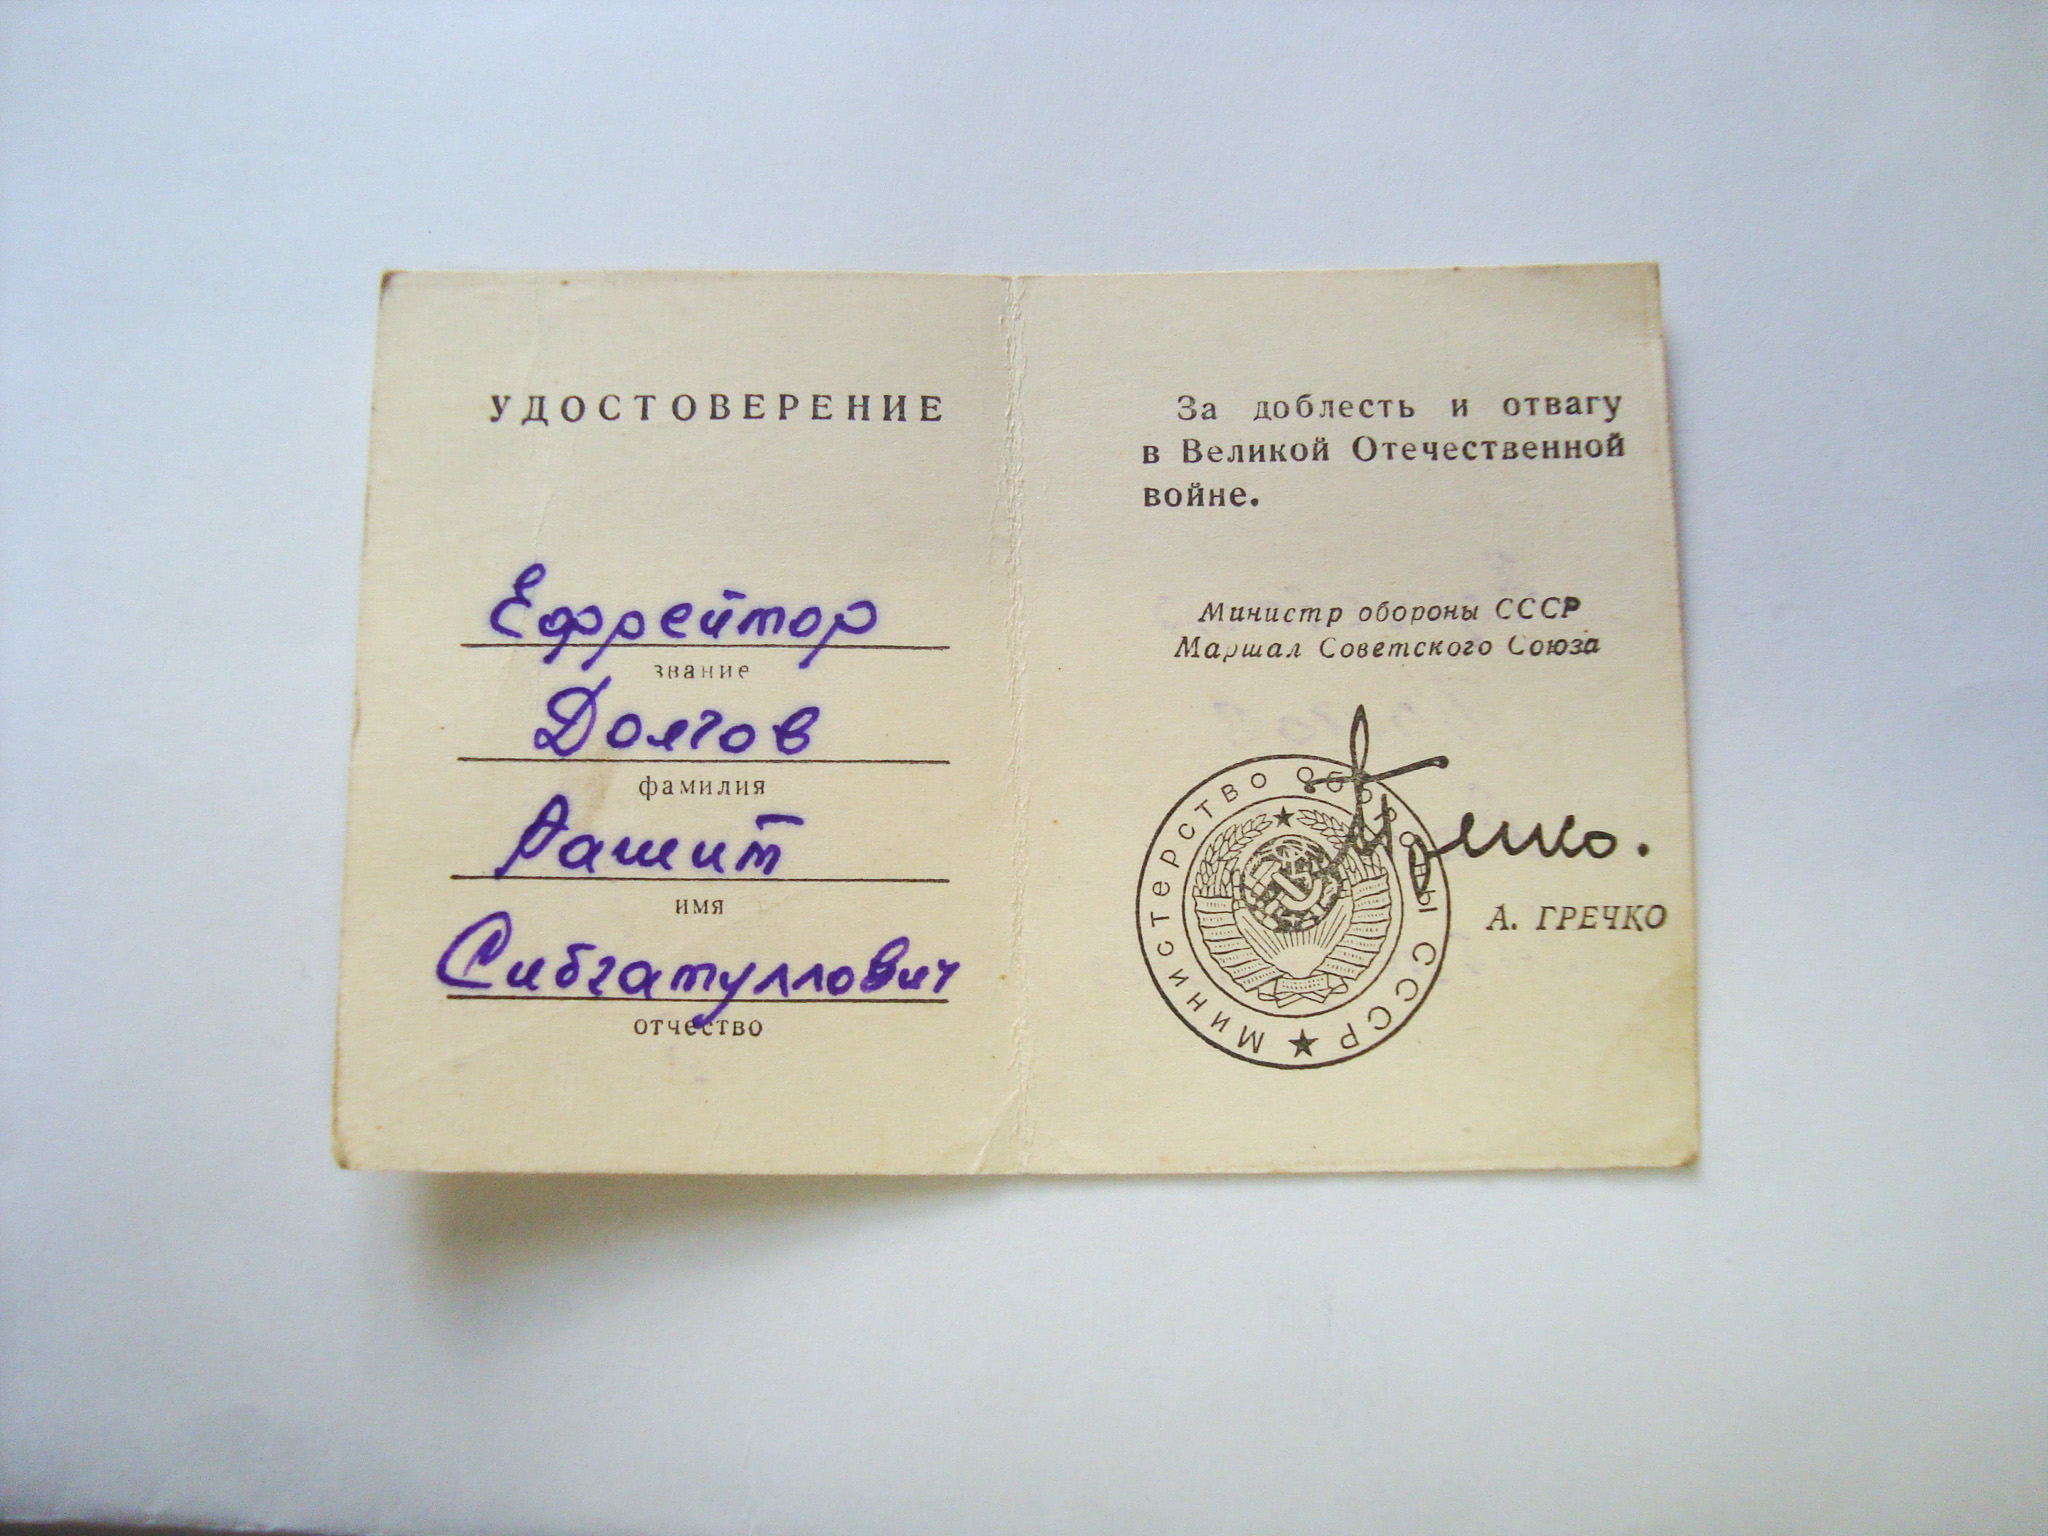 УДОСТОВЕРЕНИЕ
Ефрейтор
звание
Долгов
фамилия
Рашит
имя
Сибгатуллович
отчество
За доблесть и отвагу
в Великой Отечественной
войне.
Министр обороны СССР
Маршал Советского Союза
МИНИСТЕРСТВО ОБОРОНЫ СССР
А. ГРЕЧКО